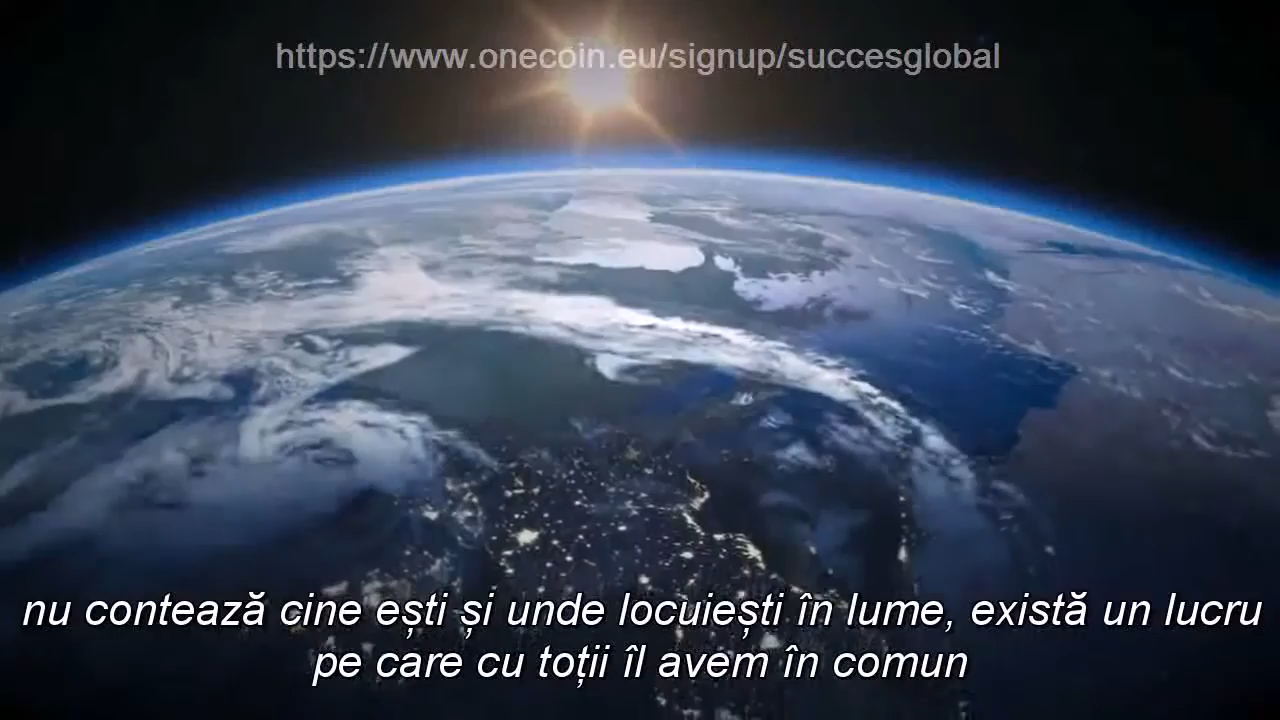 https://www.onecoin.eu/signup/succesglobal
nu contează cine ești și unde locuiești în lume, există un lucru
pe care cu toții îl avem în comun